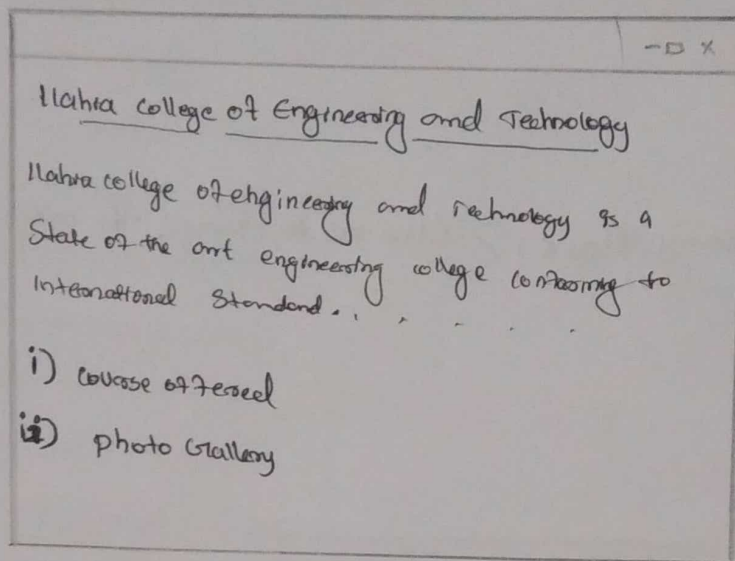 Ilahia college of Engineering and Technology
Ilahia college of engineering and Technology is a
State of the art engineering college conforming to
International Standard . . . . . .
i) Course offered
ii) photo Gallery